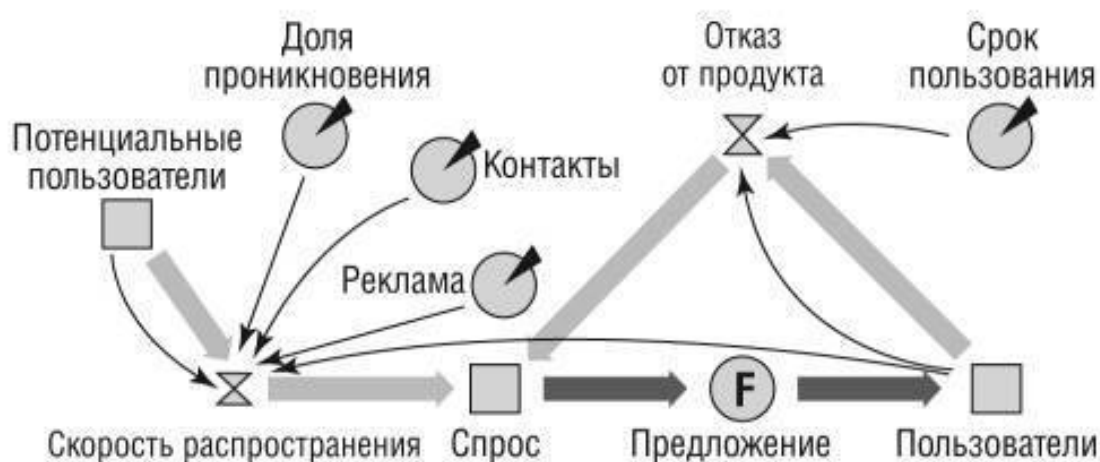 Доля
проникновения
Отказ
от продукта
Срок
пользования
Потенциальные
пользователи
Контакты
Реклама
F
Скорость распространения
Спрос
Предложение
Пользователи